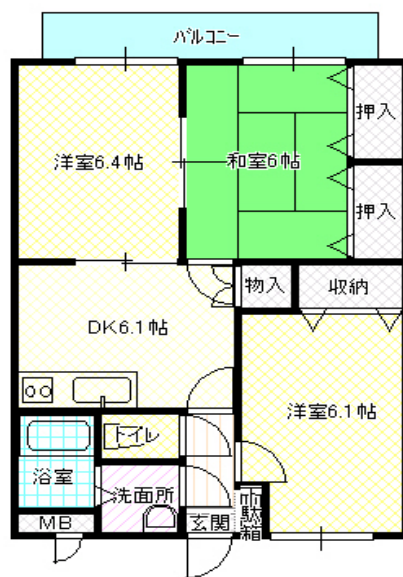 バルコニー
洋室6.4帖
和室6帖
押入
押入
物入
収納
DK6.1帖
洋室6.1帖
トイレ
浴室
洗面所
MB
玄関
下駄箱